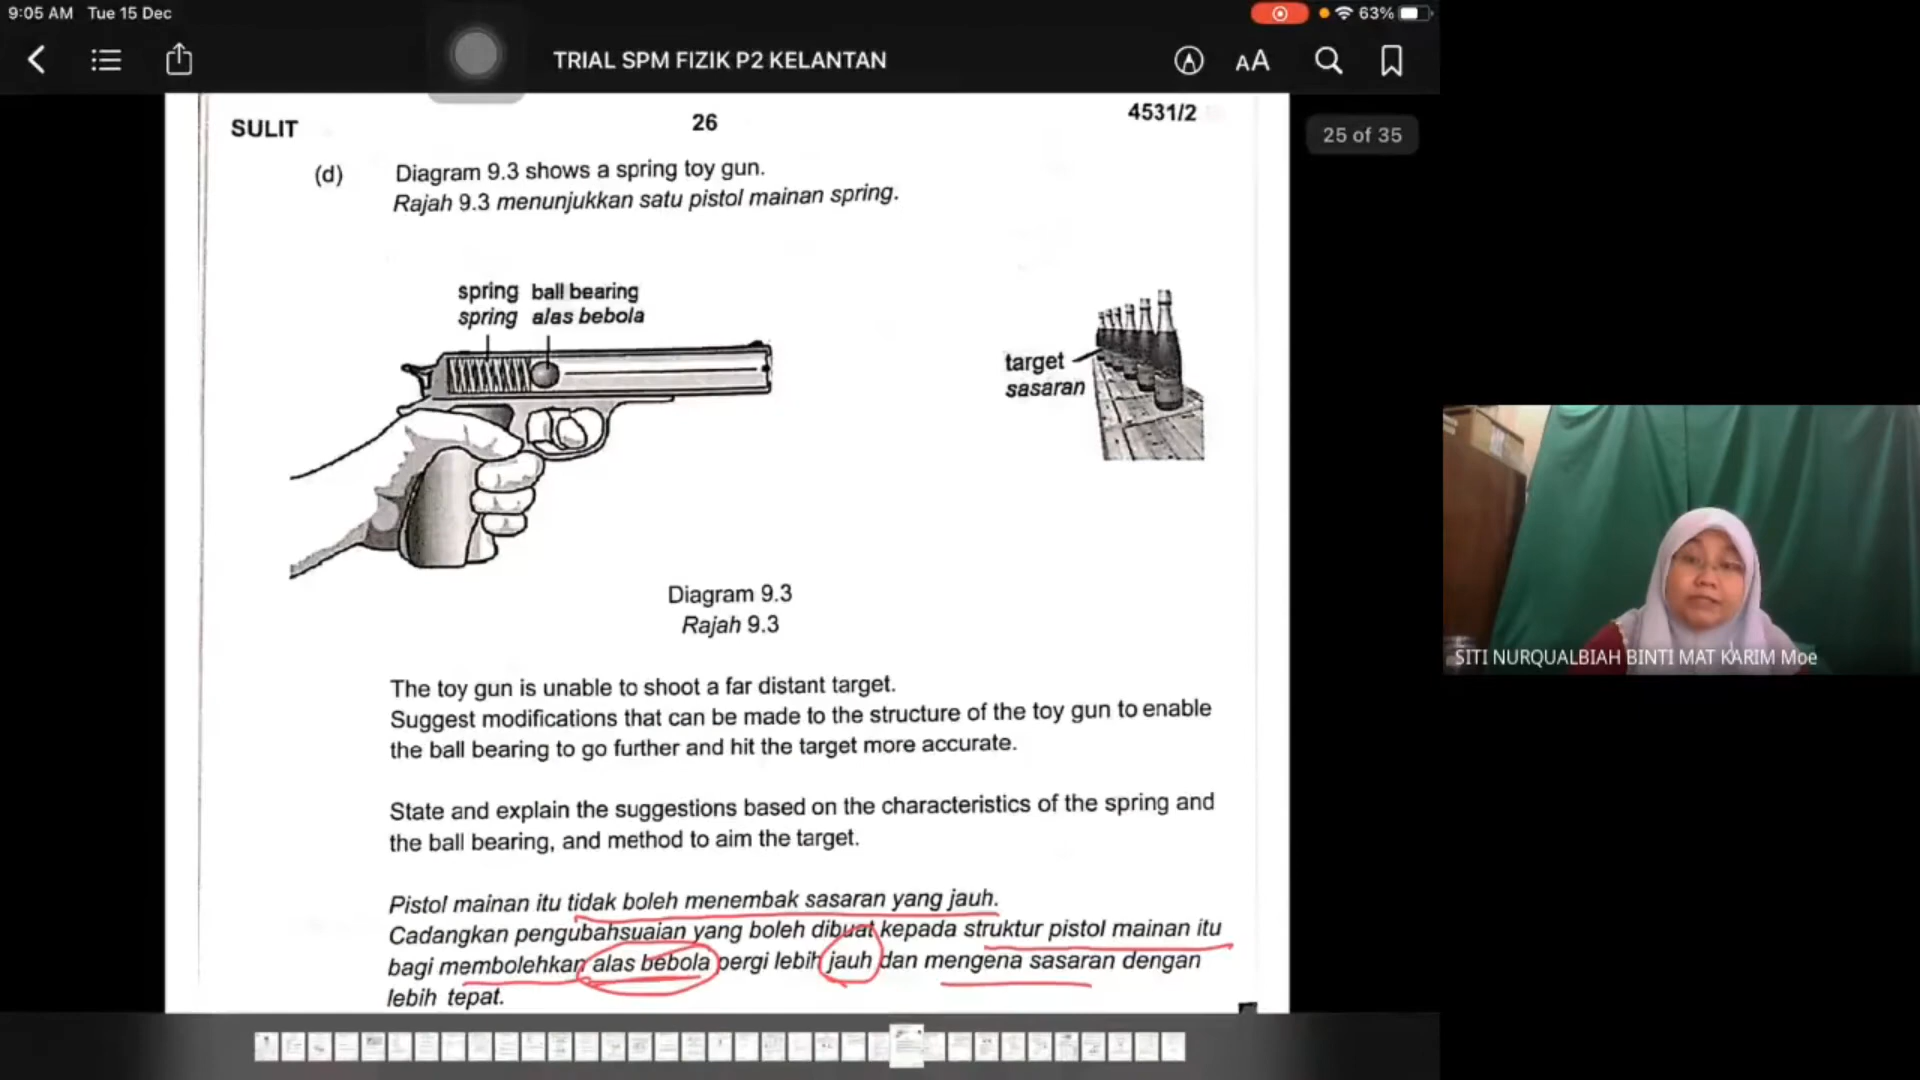 9:05 AM Tue 15 Dec
63%
TRIAL SPM FIZIK P2 KELANTAN
AA
25 of 35
SULIT
26
4531/2
(d) Diagram 9.3 shows a spring toy gun.
Rajah 9.3 menunjukkan satu pistol mainan spring.
spring ball bearing
spring alas bebola
target
sasaran
Diagram 9.3
Rajah 9.3
The toy gun is unable to shoot a far distant target.
Suggest modifications that can be made to the structure of the toy gun to enable
the ball bearing to go further and hit the target more accurate.
State and explain the suggestions based on the characteristics of the spring and
the ball bearing, and method to aim the target.
Pistol mainan itu tidak boleh menembak sasaran yang jauh.
Cadangkan pengubahsuaian yang boleh dibuat kepada struktur pistol mainan itu
bagi membolehkan alas bebola pergi lebih jauh dan mengena sasaran dengan
lebih tepat.
SITI NURQUALBIAH BINTI MAT KARIM Moe